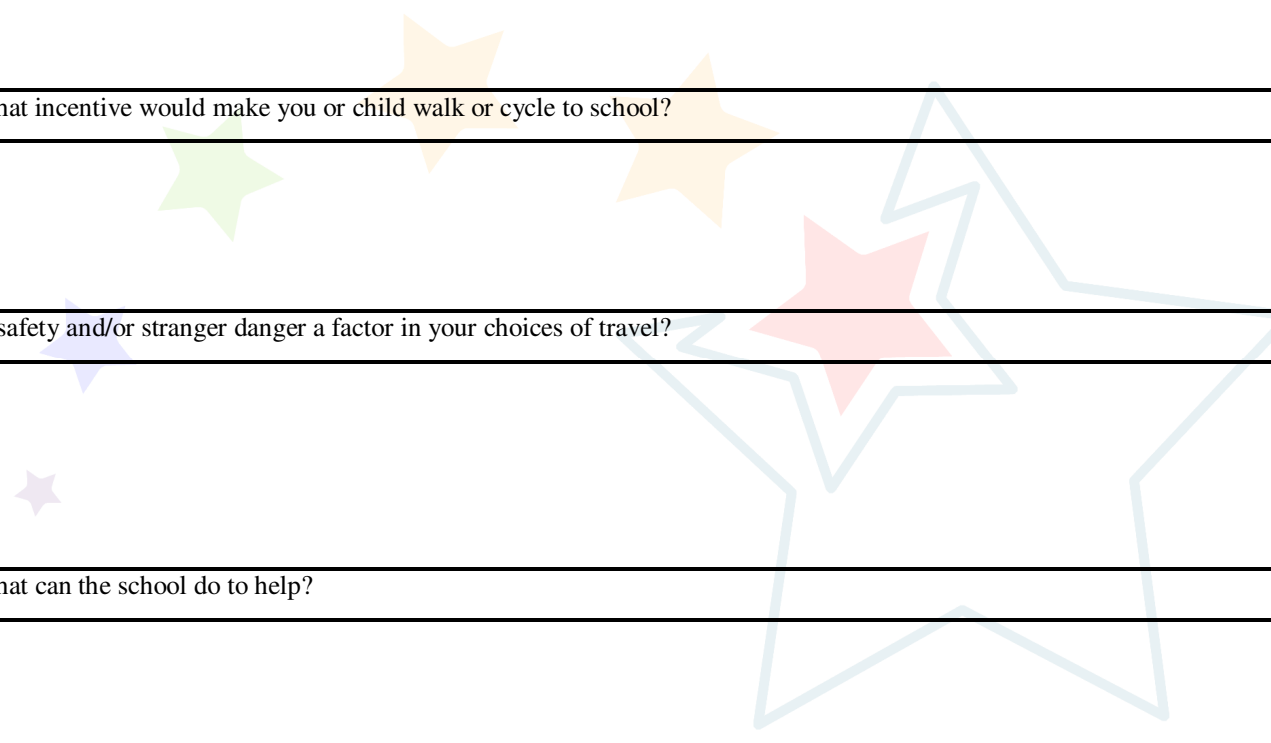 hat incentive would make you or child walk or cycle to school?
safety and/or stranger danger a factor in your choices of travel?
hat can the school do to help?